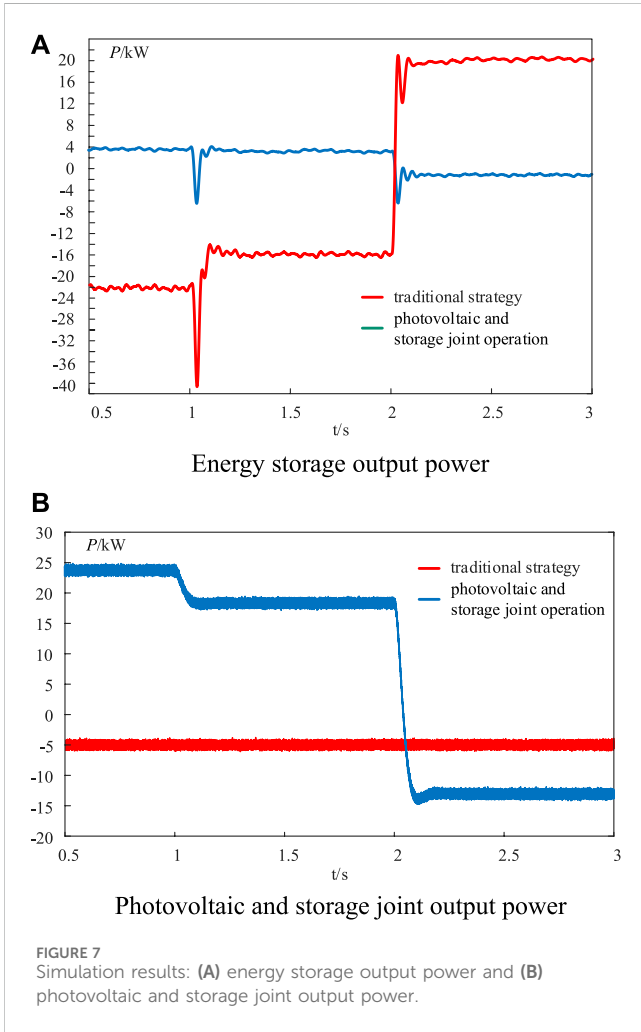 A
P/kW
20
16
12
8
4
0
-4
-8
-12
-16
-20
-24
-28
-32
-36
-40
traditional strategy
photovoltaic and
storage joint operation
0.5 1 1.5 2 2.5 3
t/s
Energy storage output power
B
30
P/kW
25
20
15
10
5
0
-5
-10
-15
-20
traditional strategy
photovoltaic and
storage joint operation
0.5 1 1.5 2 2.5 3
t/s
Photovoltaic and storage joint output power
FIGURE 7
Simulation results: (A) energy storage output power and (B)
photovoltaic and storage joint output power.